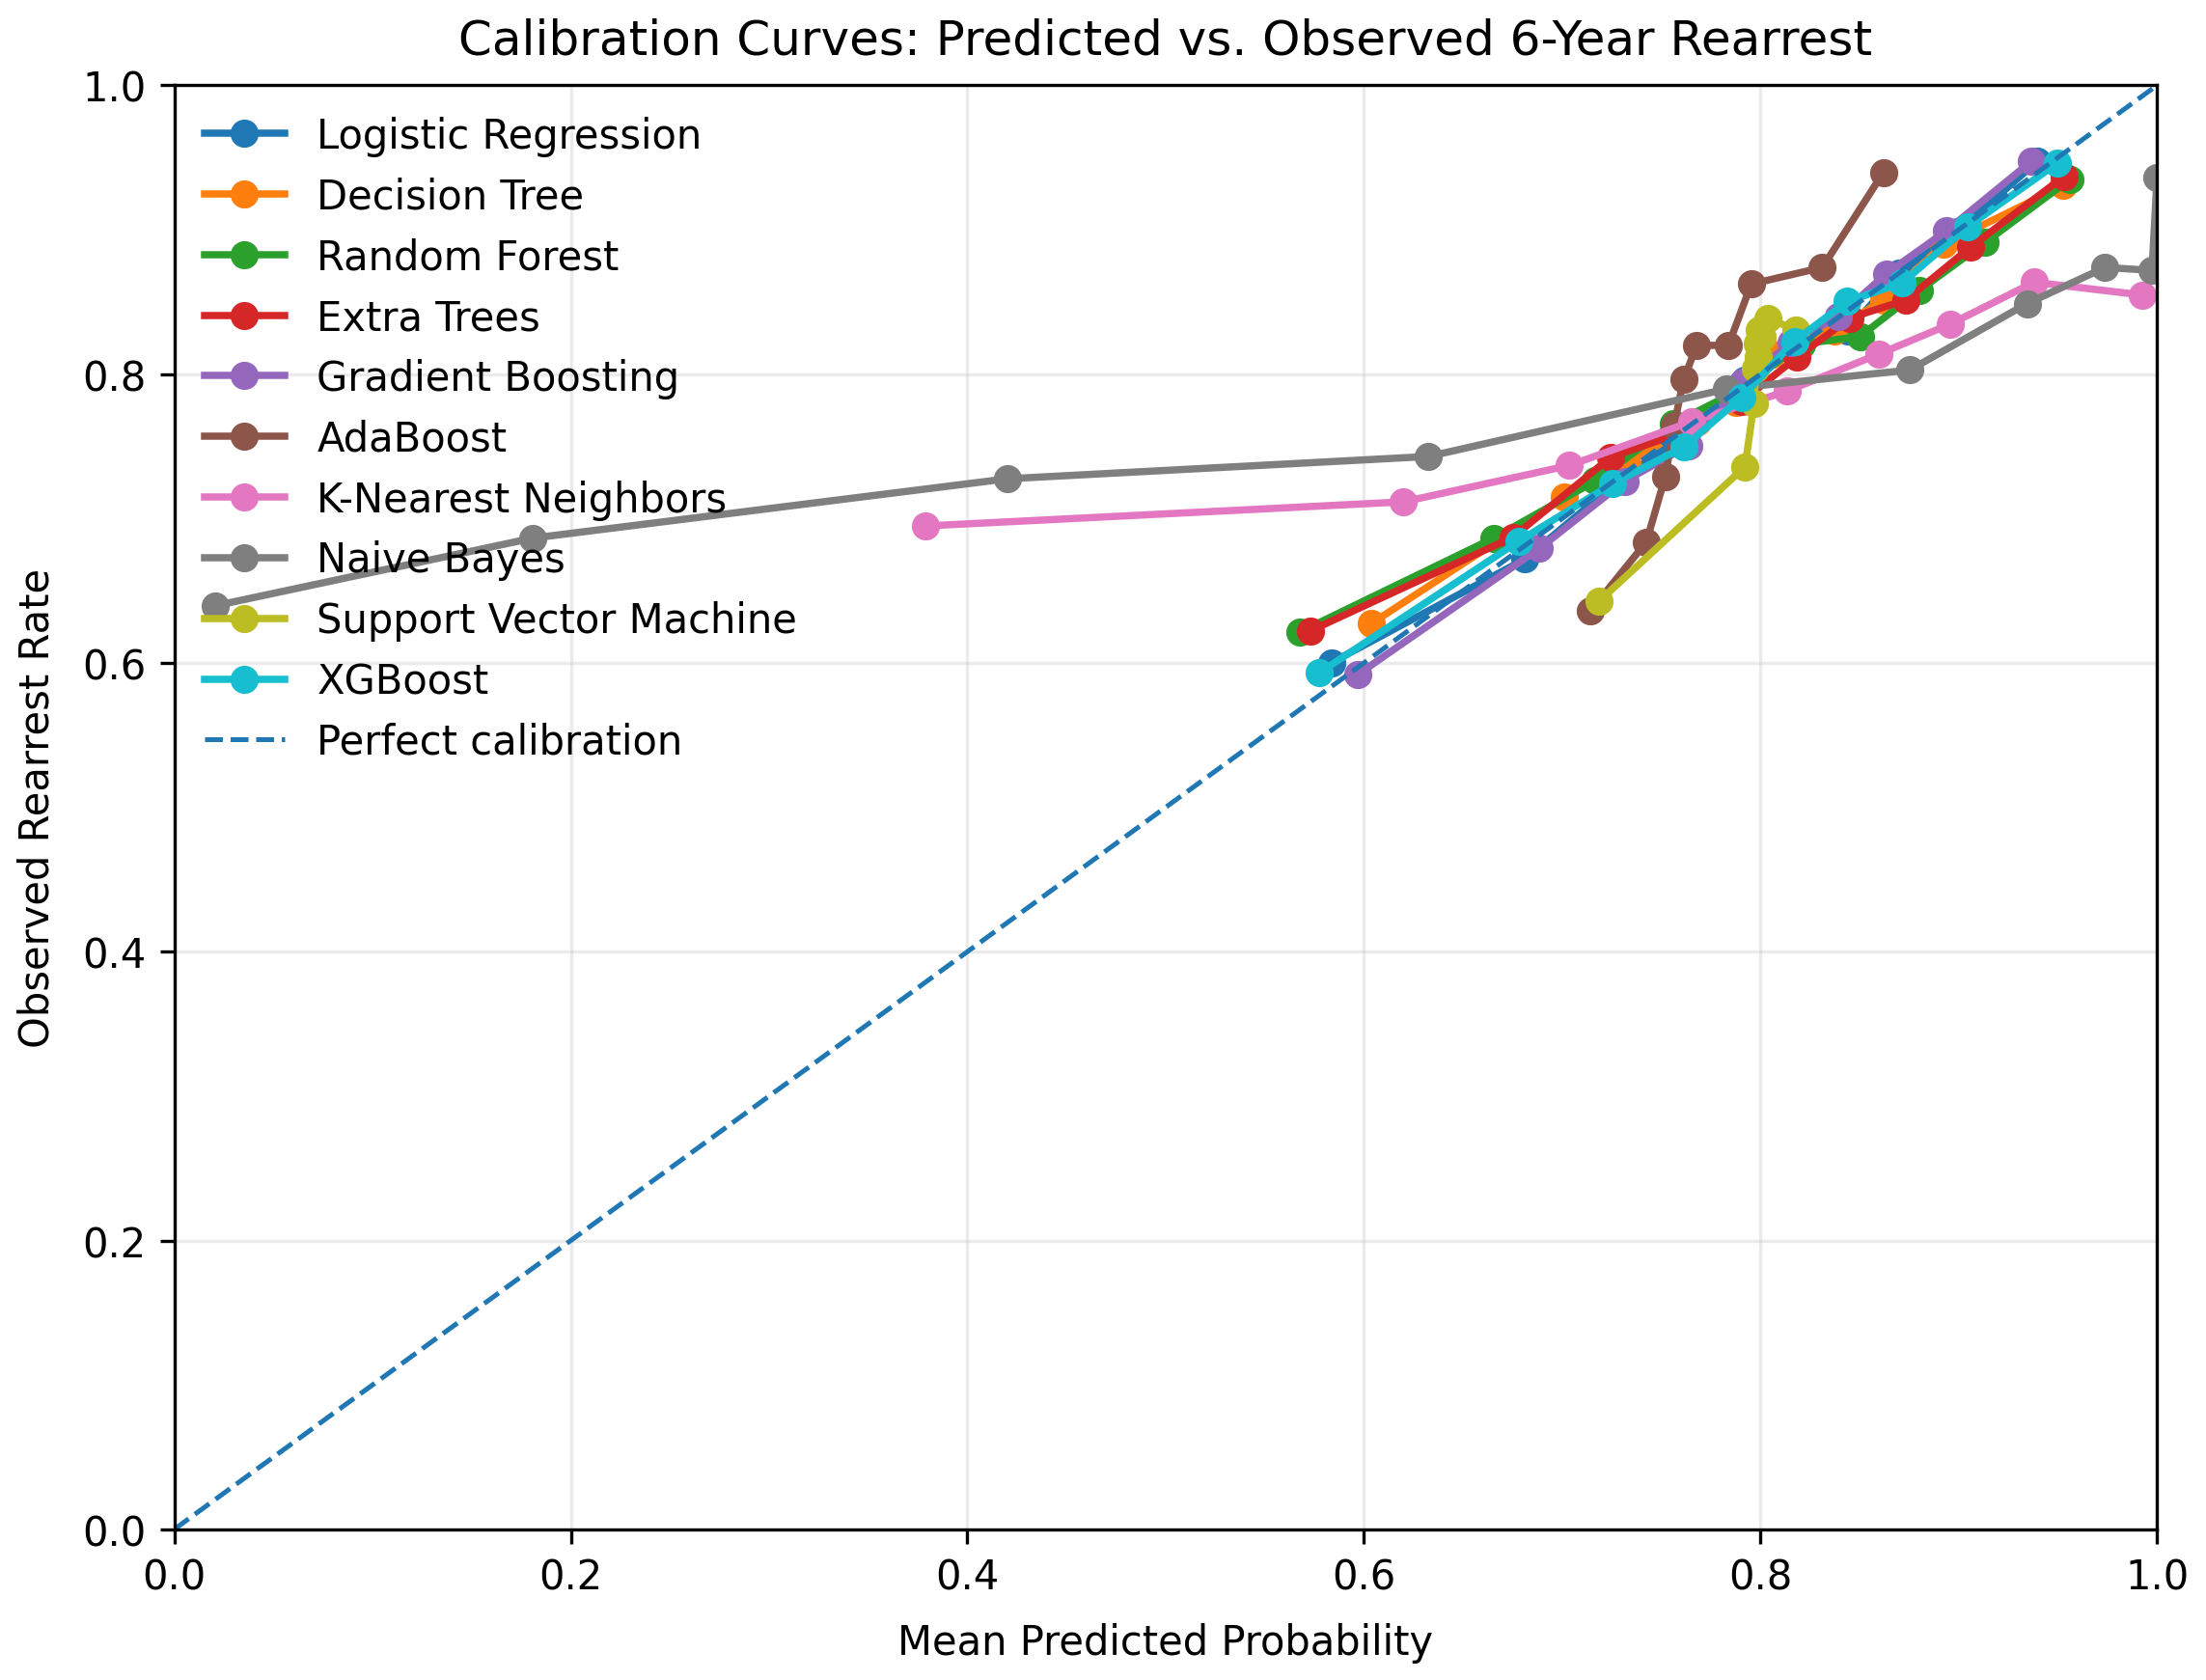 Calibration Curves: Predicted vs. Observed 6-Year Rearrest
1.0
0.8
0.6
0.4
0.2
0.0
Observed Rearrest Rate
Logistic Regression
Decision Tree
Random Forest
Extra Trees
Gradient Boosting
AdaBoost
K-Nearest Neighbors
Naive Bayes
Support Vector Machine
XGBoost
Perfect calibration
0.0 0.2 0.4 0.6 0.8 1.0
Mean Predicted Probability